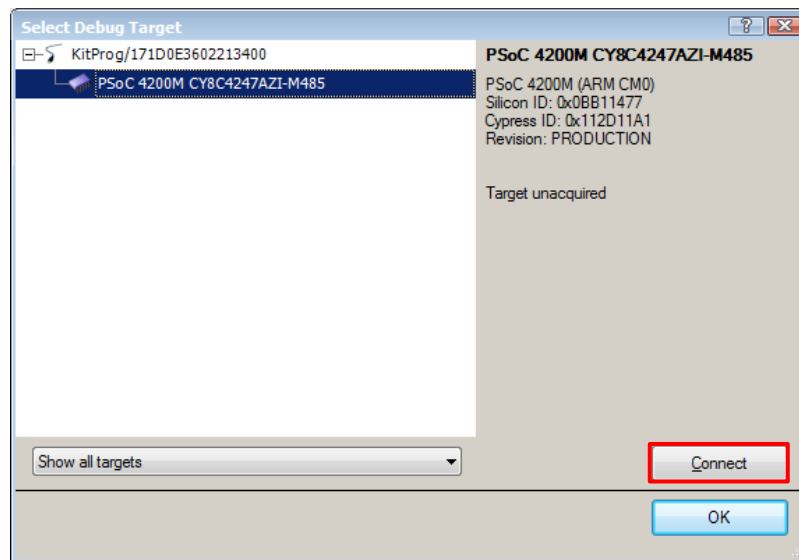 Select Debug Target
KitProg/171D0E3602213400
PSoC 4200M CY8C4247AZI-M485
PSoC 4200M CY8C4247AZI-M485
PSoC 4200M (ARM CM0)
Silicon ID: 0x0BB11477
Cypress ID: 0x112D11A1
Revision: PRODUCTION
Target unacquired
Show all targets
Connect
OK